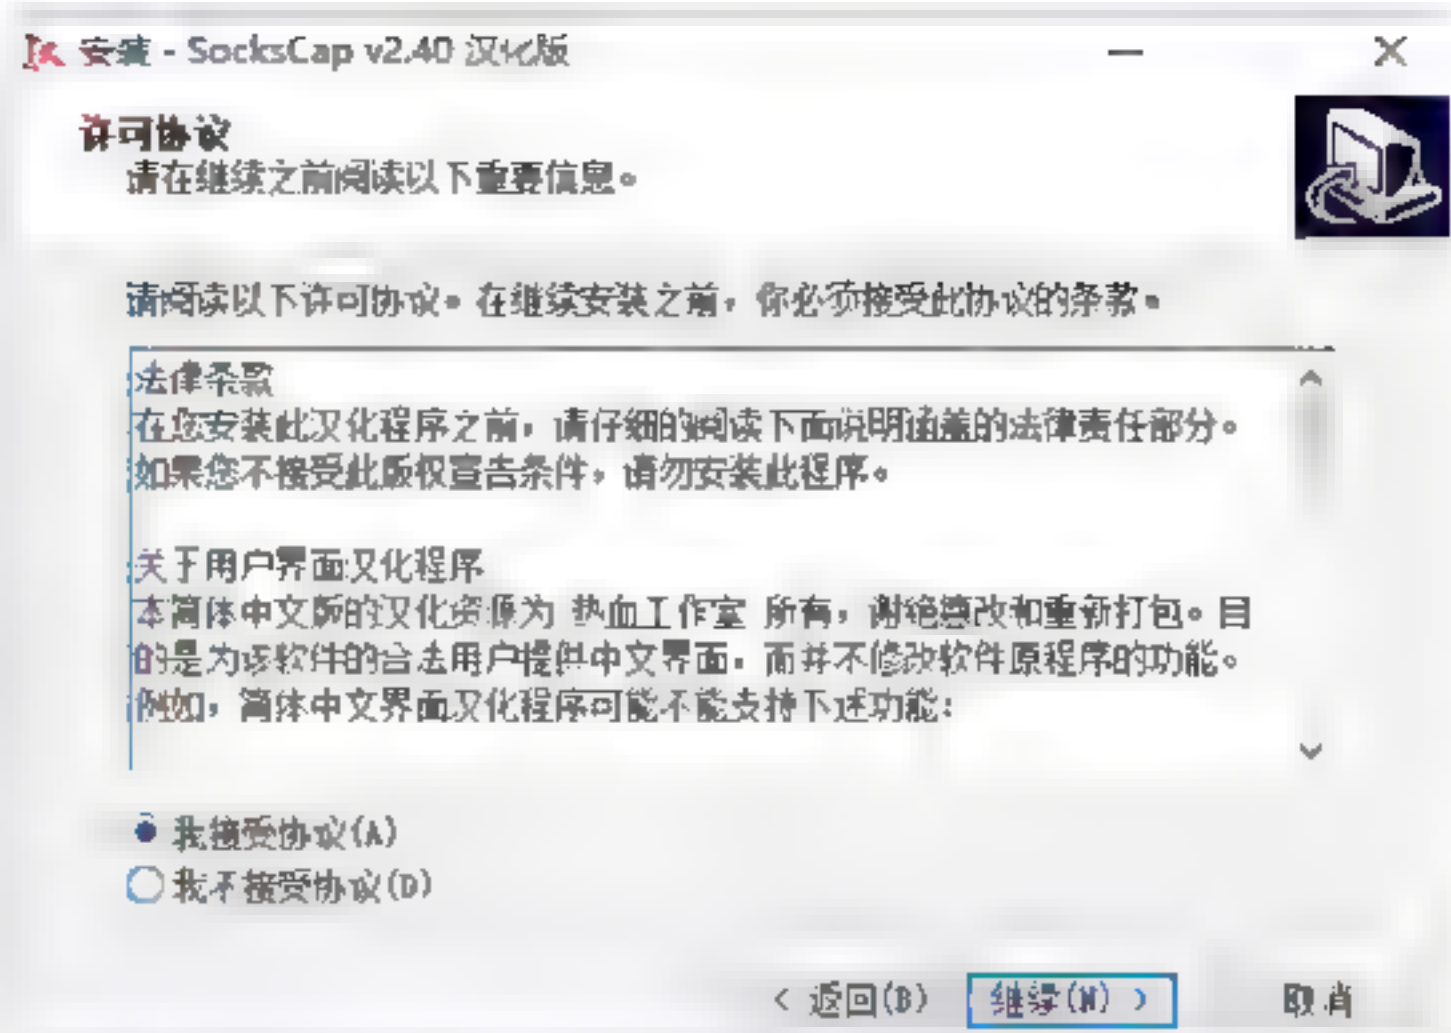 安装 - SocksCap v2.40 汉化版
许可协议
请在继续之前阅读以下重要信息。
请阅读以下许可协议。在继续安装之前，你必须接受此协议的条款。
法律条款
在您安装此汉化程序之前，请仔细的阅读下面说明涵盖的法律责任部分。
如果您不接受此版权宣告条件，请勿安装此程序。
关于用户界面汉化程序
本简体中文版的汉化资源为 热血工作室 所有，谢绝篡改和重新打包。目
的是为该软件的合法用户提供中文界面，而并不修改软件原程序的功能。
例如，简体中文界面汉化程序可能不能支持下述功能：
我接受协议(A)
我不接受协议(D)
< 返回(B)
继续(N) >
取消